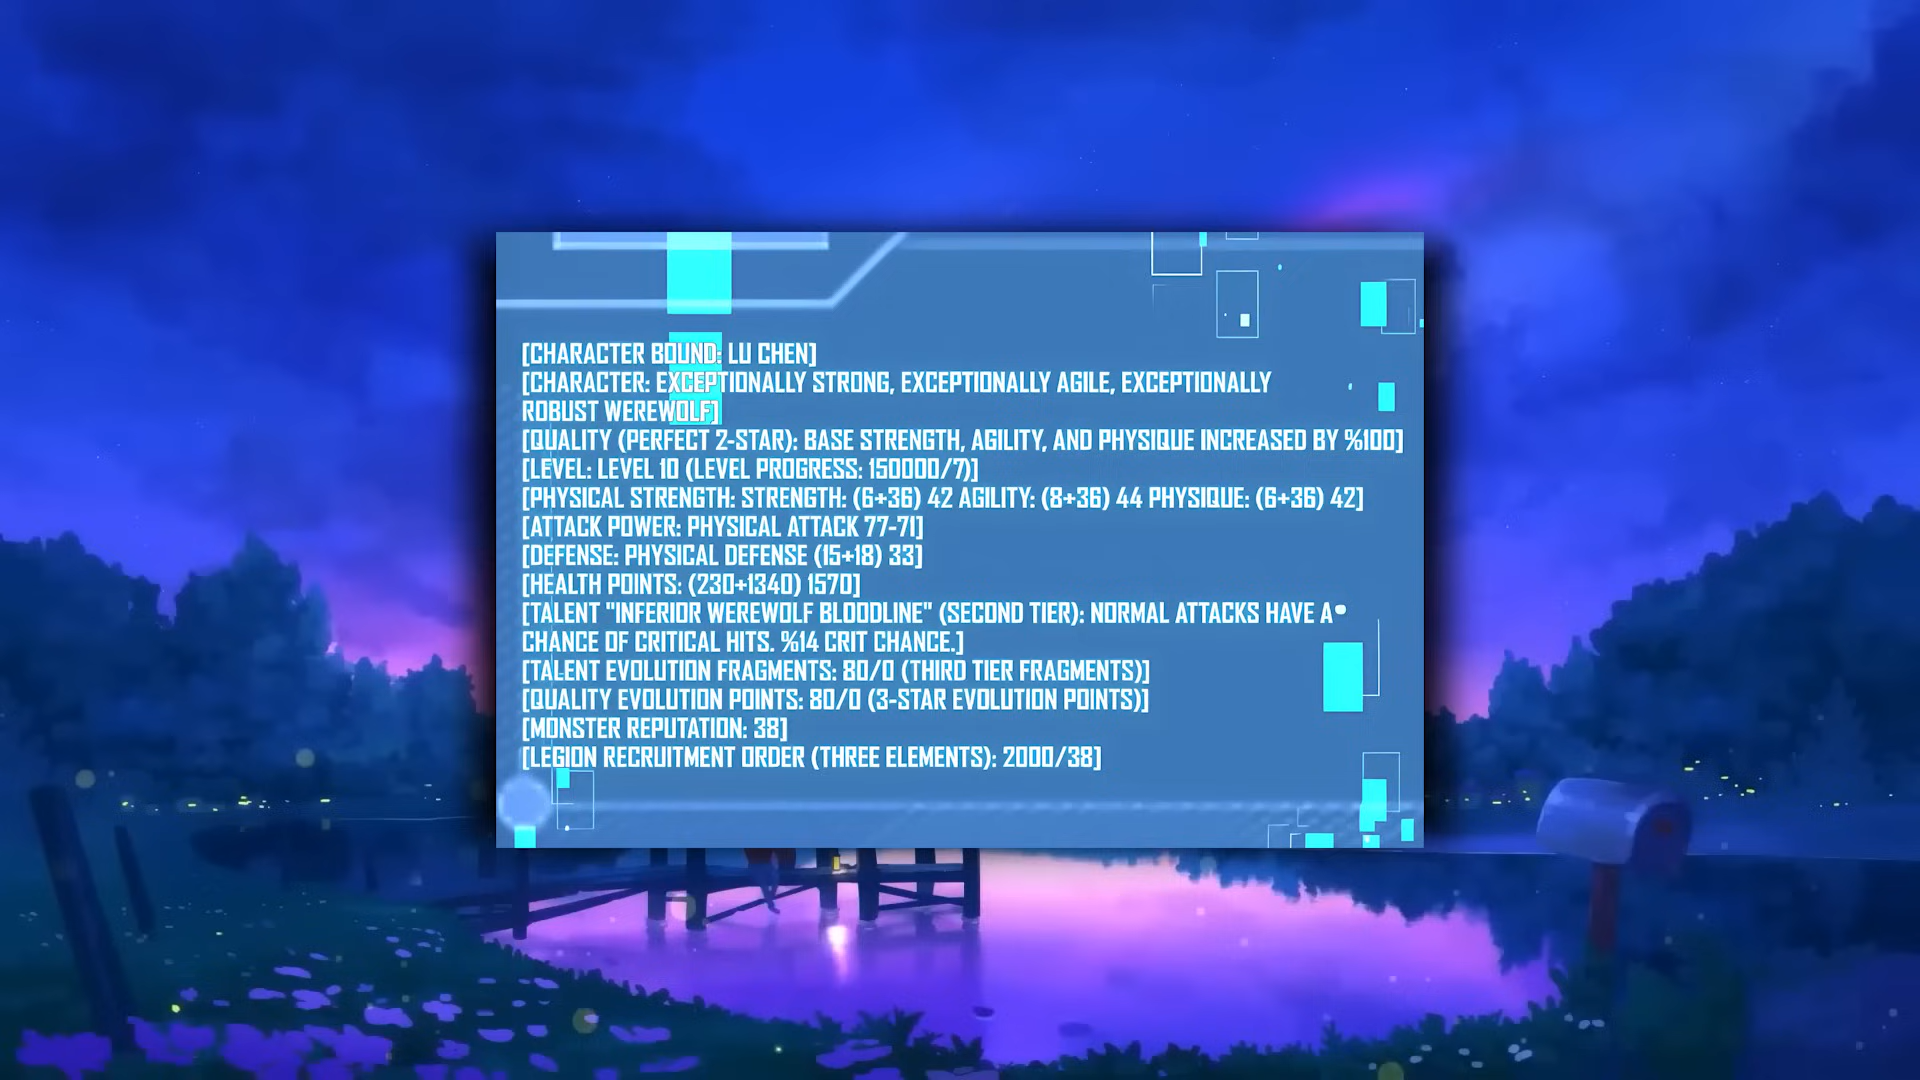 [CHARACTER BOUND: LU CHEN]
[CHARACTER: EXCEPTIONALLY STRONG, EXCEPTIONALLY AGILE, EXCEPTIONALLY
ROBUST WEREWOLF]
[QUALITY (PERFECT 2-STAR): BASE STRENGTH, AGILITY, AND PHYSIQUE INCREASED BY %100]
[LEVEL: LEVEL 10 (LEVEL PROGRESS: 150000/7)]
[PHYSICAL STRENGTH: STRENGTH: (6+36) 42 AGILITY: (8+36) 44 PHYSIQUE: (6+36) 42]
[ATTACK POWER: PHYSICAL ATTACK 77-71]
[DEFENSE: PHYSICAL DEFENSE (15+18) 33]
[HEALTH POINTS: (230+1340) 1570]
[TALENT "INFERIOR WEREWOLF BLOODLINE" (SECOND TIER): NORMAL ATTACKS HAVE A•
CHANCE OF CRITICAL HITS. %14 CRIT CHANCE.]
[TALENT EVOLUTION FRAGMENTS: 80/0 (THIRD TIER FRAGMENTS)]
[QUALITY EVOLUTION POINTS: 80/0 (3-STAR EVOLUTION POINTS)]
[MONSTER REPUTATION: 38]
[LEGION RECRUITMENT ORDER (THREE ELEMENTS): 2000/38]